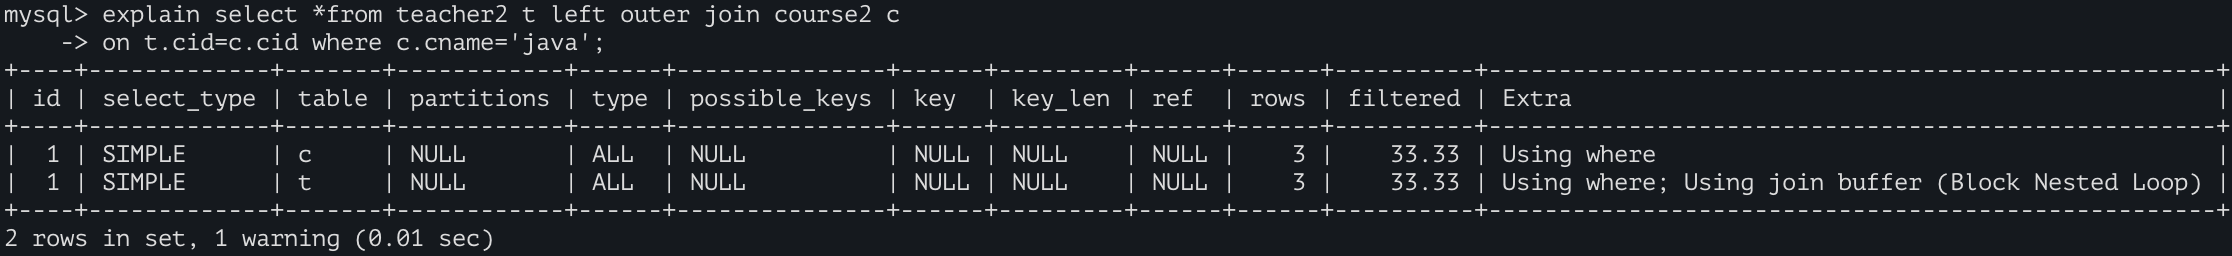 mysql> explain select *from teacher2 t left outer join course2 c
    -> on t.cid=c.cid where c.cname='java';
+----+-------------+-------+------------+------+---------------+------+---------+------+------+----------+----------------------------------------------------+
| id | select_type | table | partitions | type | possible_keys | key  | key_len | ref  | rows | filtered | Extra                                              |
+----+-------------+-------+------------+------+---------------+------+---------+------+------+----------+----------------------------------------------------+
|  1 | SIMPLE      | c     | NULL       | ALL  | NULL          | NULL | NULL    | NULL |    3 |    33.33 | Using where                                        |
|  1 | SIMPLE      | t     | NULL       | ALL  | NULL          | NULL | NULL    | NULL |    3 |    33.33 | Using where; Using join buffer (Block Nested Loop) |
+----+-------------+-------+------------+------+---------------+------+---------+------+------+----------+----------------------------------------------------+
2 rows in set, 1 warning (0.01 sec)